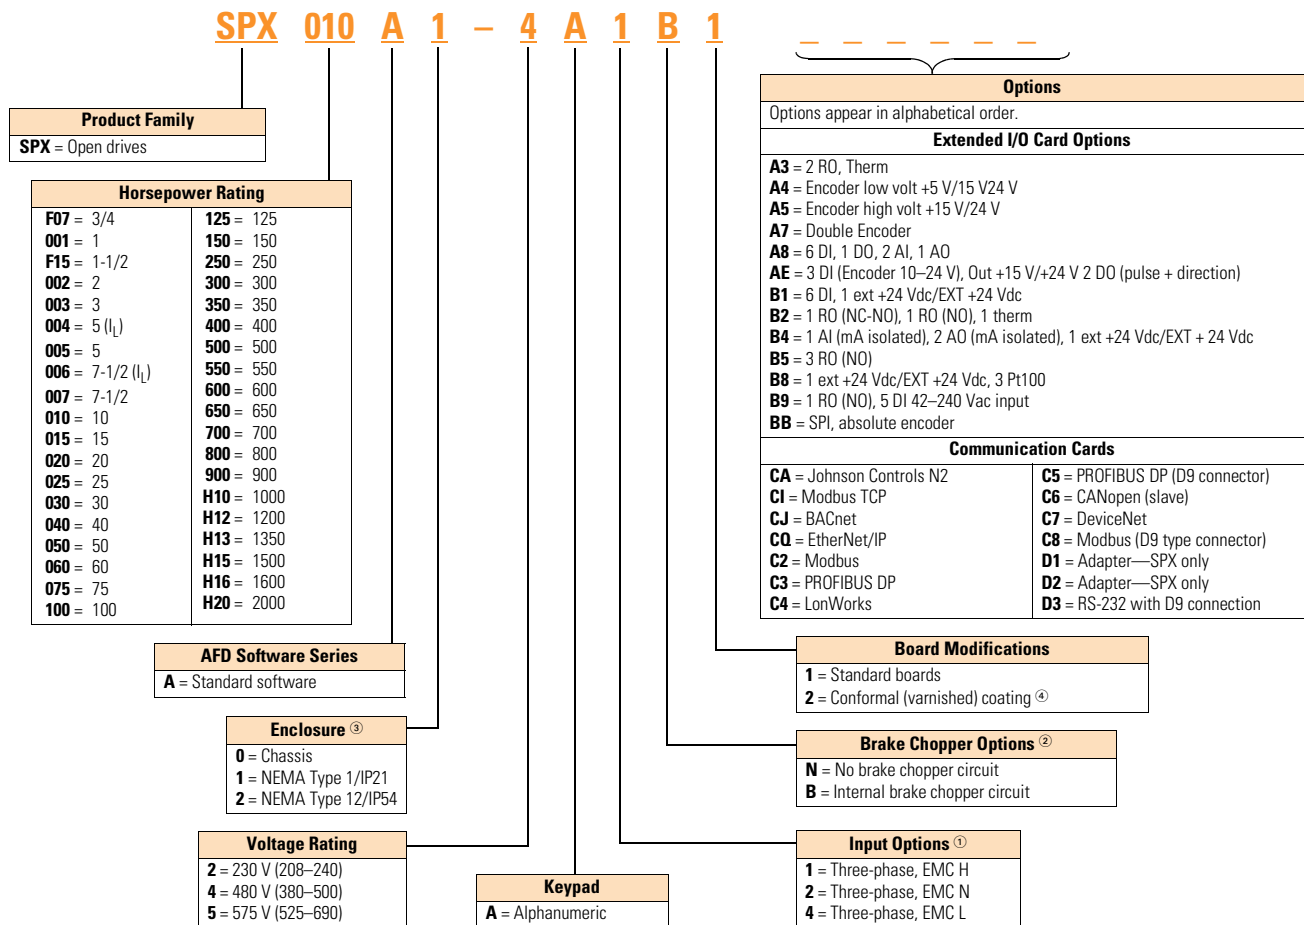 SPX 010 A 1 – 4 A 1 B 1 _ _ _ _ _ _
Product Family
SPX = Open drives
Horsepower Rating
F07 = 3/4
001 = 1
F15 = 1-1/2
002 = 2
003 = 3
004 = 5 (IL)
005 = 5
006 = 7-1/2 (IL)
007 = 7-1/2
010 = 10
015 = 15
020 = 20
025 = 25
030 = 30
040 = 40
050 = 50
060 = 60
075 = 75
100 = 100
125 = 125
150 = 150
250 = 250
300 = 300
350 = 350
400 = 400
500 = 500
550 = 550
600 = 600
650 = 650
700 = 700
800 = 800
900 = 900
H10 = 1000
H12 = 1200
H13 = 1350
H15 = 1500
H16 = 1600
H20 = 2000
AFD Software Series
A = Standard software
Enclosure ③
0 = Chassis
1 = NEMA Type 1/IP21
2 = NEMA Type 12/IP54
Voltage Rating
2 = 230 V (208–240)
4 = 480 V (380–500)
5 = 575 V (525–690)
Keypad
A = Alphanumeric
Options
Options appear in alphabetical order.
Extended I/O Card Options
A3 = 2 RO, Therm
A4 = Encoder low volt +5 V/15 V24 V
A5 = Encoder high volt +15 V/24 V
A7 = Double Encoder
A8 = 6 DI, 1 DO, 2 AI, 1 AO
AE = 3 DI (Encoder 10–24 V), Out +15 V/+24 V 2 DO (pulse + direction)
B1 = 6 DI, 1 ext +24 Vdc/EXT +24 Vdc
B2 = 1 RO (NC-NO), 1 RO (NO), 1 therm
B4 = 1 AI (mA isolated), 2 AO (mA isolated), 1 ext +24 Vdc/EXT + 24 Vdc
B5 = 3 RO (NO)
B8 = 1 ext +24 Vdc/EXT +24 Vdc, 3 Pt100
B9 = 1 RO (NO), 5 DI 42–240 Vac input
BB = SPI, absolute encoder
Communication Cards
CA = Johnson Controls N2
CI = Modbus TCP
CJ = BACnet
CQ = EtherNet/IP
C2 = Modbus
C3 = PROFIBUS DP
C4 = LonWorks
C5 = PROFIBUS DP (D9 connector)
C6 = CANopen (slave)
C7 = DeviceNet
C8 = Modbus (D9 type connector)
D1 = Adapter—SPX only
D2 = Adapter—SPX only
D3 = RS-232 with D9 connection
Board Modifications
1 = Standard boards
2 = Conformal (varnished) coating ④
Brake Chopper Options ②
N = No brake chopper circuit
B = Internal brake chopper circuit
Input Options ①
1 = Three-phase, EMC H
2 = Three-phase, EMC N
4 = Three-phase, EMC L